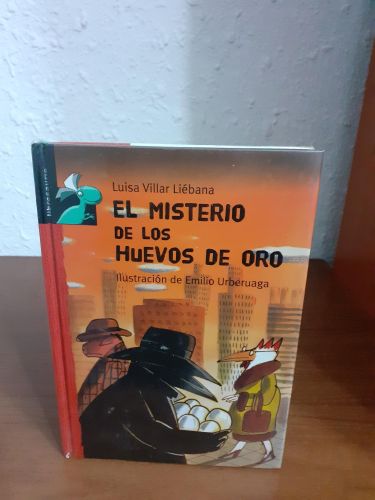 Luisa Villar Liébana
EL MISTERIO
DE LOS
HUEVOS DE ORO
Ilustración de Emilio Urberuaga